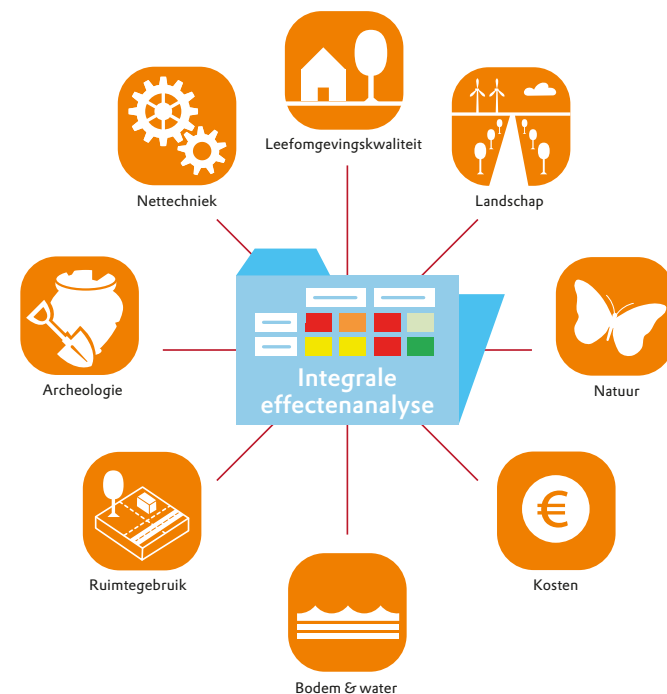 Leefomgevingskwaliteit
Nettechniek
Landschap
Archeologie
Integrale
effectenanalyse
Natuur
Ruimtegebruik
Kosten
Bodem & water
€